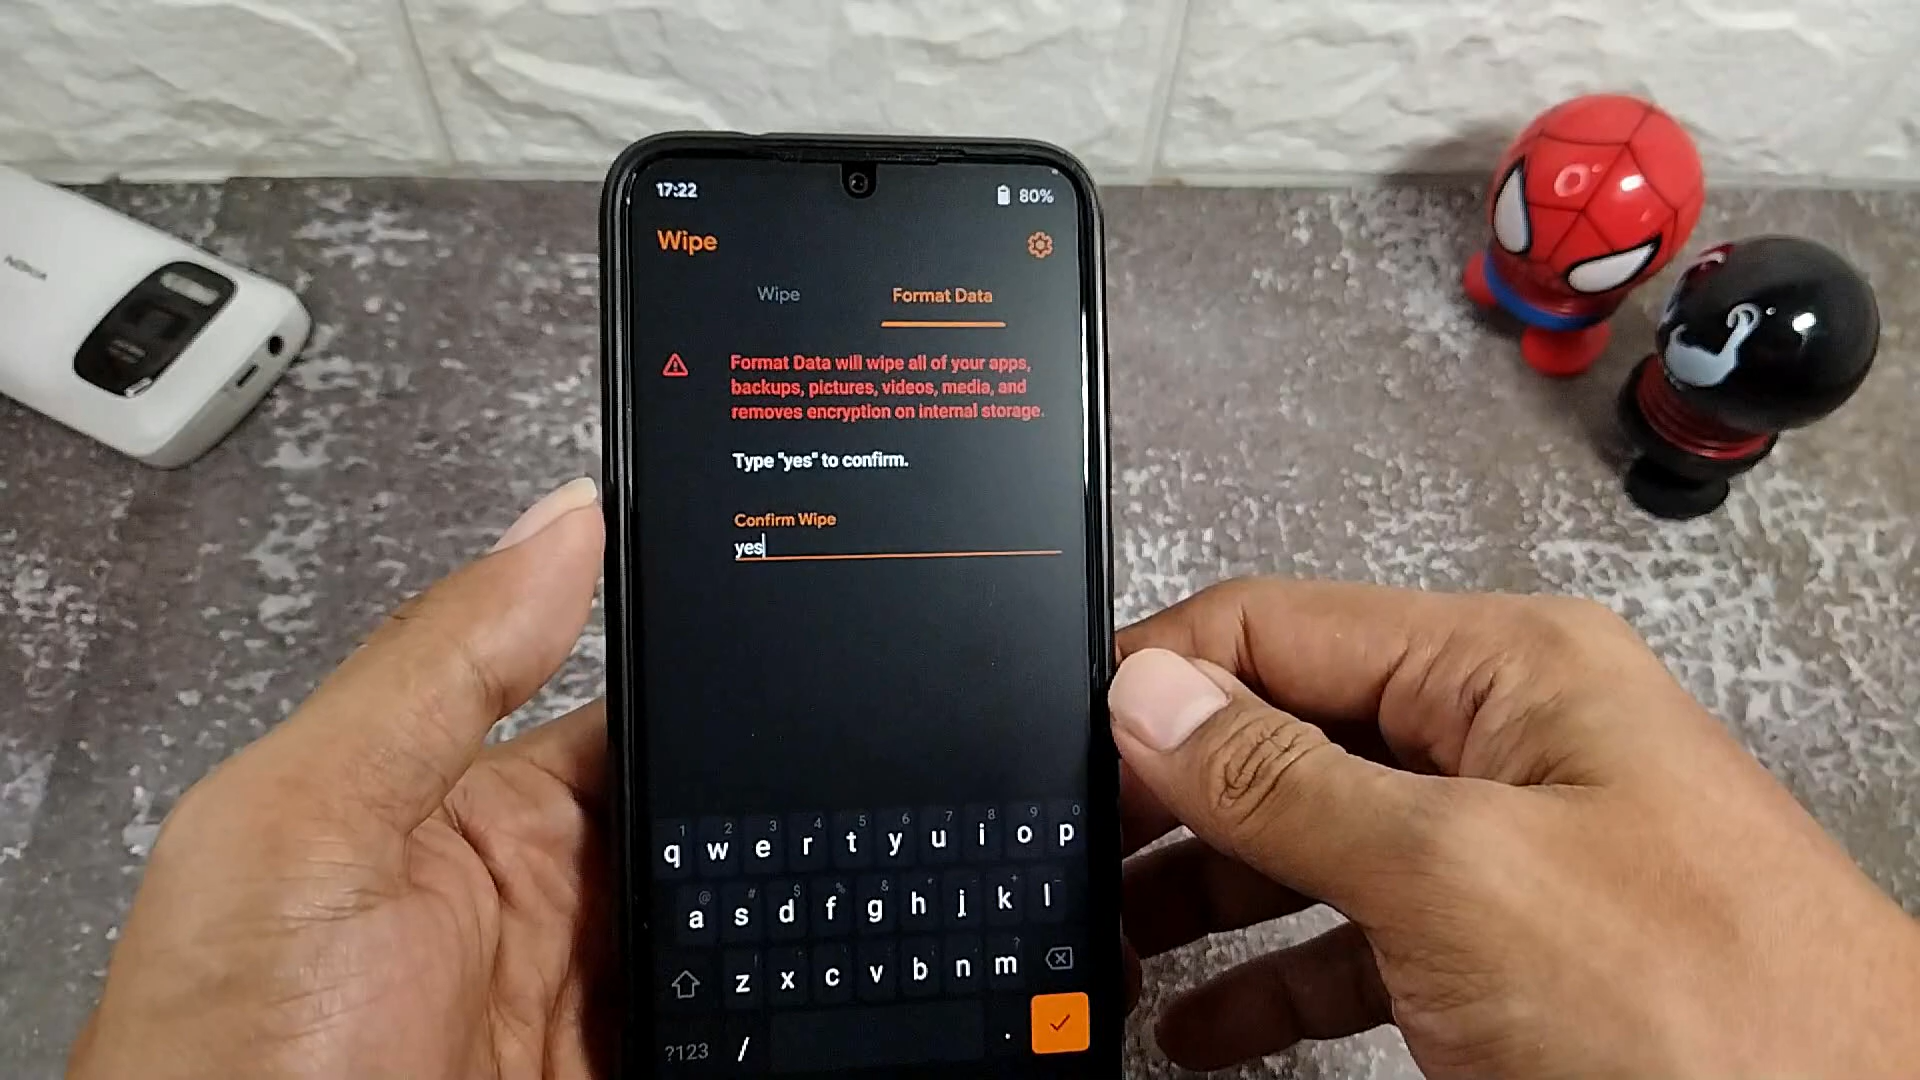 NOKIA
17:22
80%
Wipe
Wipe Format Data
Format Data will wipe all of your apps,
backups, pictures, videos, media, and
removes encryption on internal storage.
Type "yes" to confirm.
Confirm Wipe
yes
1 2 3 4 5 6 7 8 9 0
q w e r t y u i o p
@ # $ % &
a s d f g h j k l
z x c v b n m
?123 / .